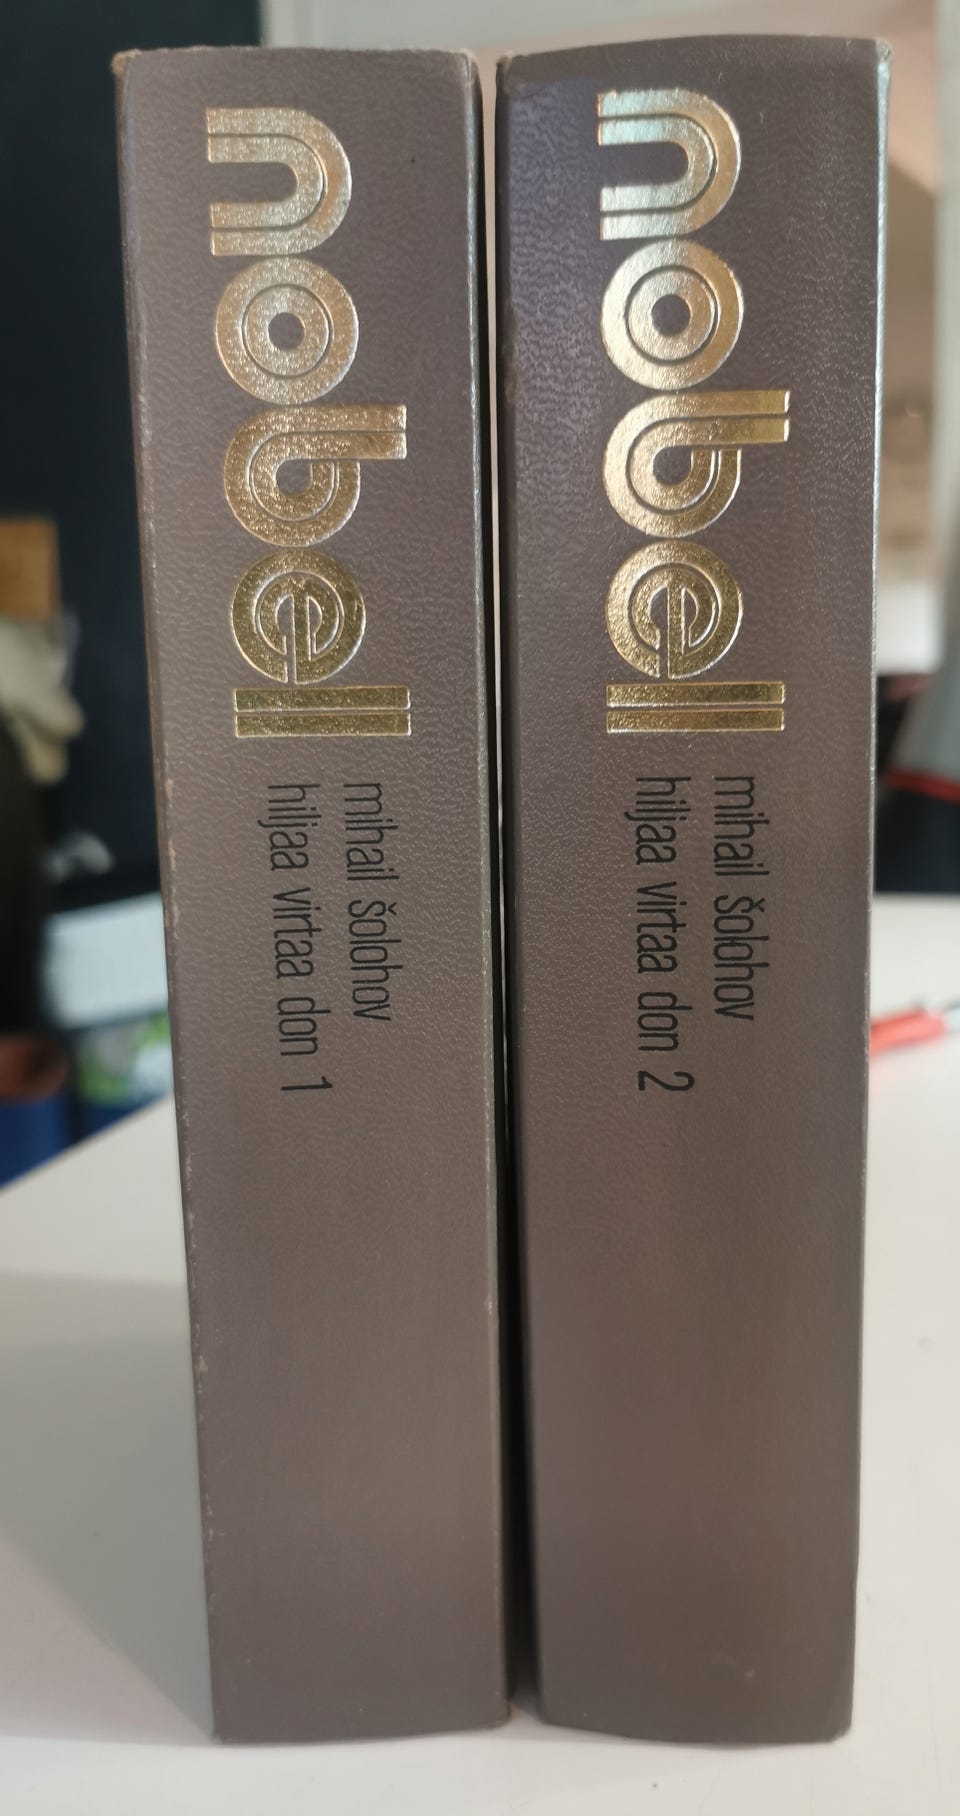 nobel
mihail šolohov
hiljaa virtaa don 1
nobel
mihail šolohov
hiljaa virtaa don 2